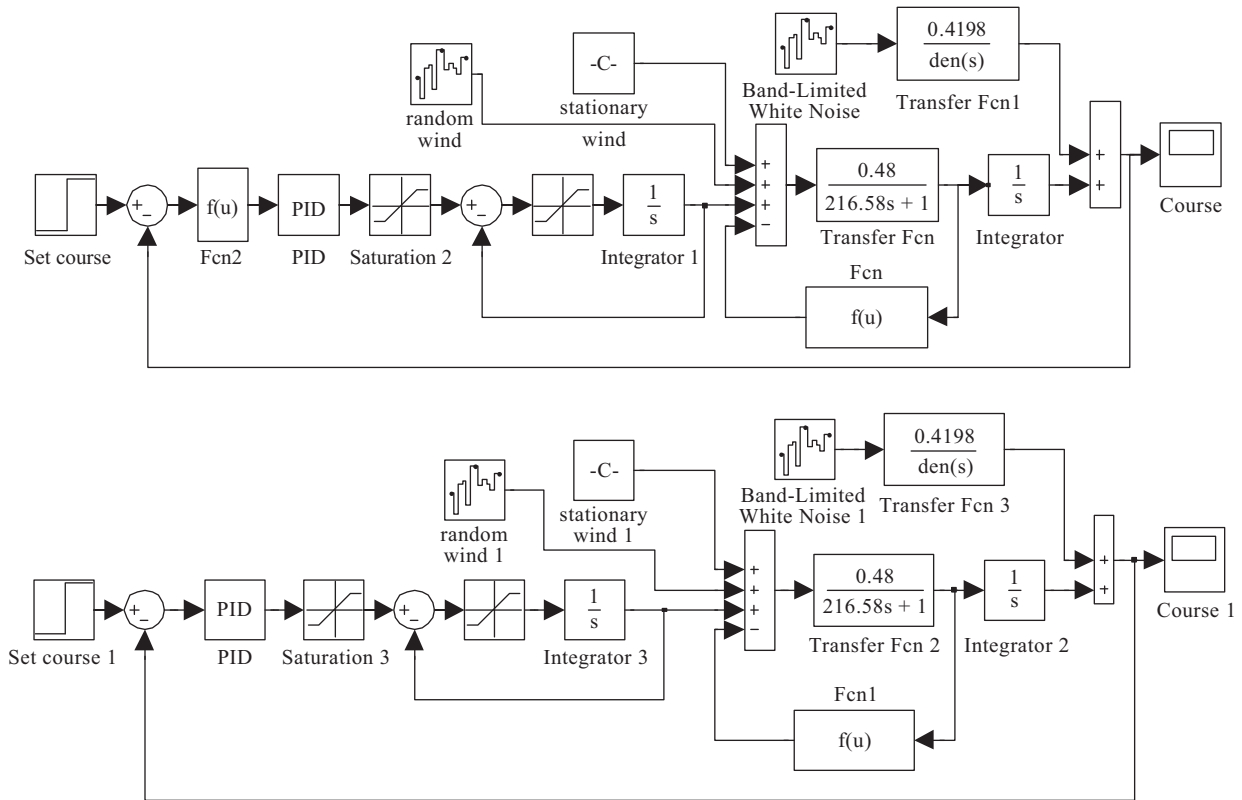 0.4198
den(s)
Transfer Fcn1
-C-
stationary
wind
random
wind
Band-Limited
White Noise
+
+
+
−
0.48
216.58s + 1
Transfer Fcn
1
s
Integrator
+
+
Course
Set course
+
−
f(u)
Fcn2
PID
PID
Saturation 2
+
−
1
s
Integrator 1
Fcn
f(u)
0.4198
den(s)
Transfer Fcn 3
-C-
stationary
wind 1
random
wind 1
Band-Limited
White Noise 1
+
+
+
−
0.48
216.58s + 1
Transfer Fcn 2
1
s
Integrator 2
+
+
Course 1
Set course 1
+
−
PID
PID
Saturation 3
+
−
1
s
Integrator 3
Fcn1
f(u)